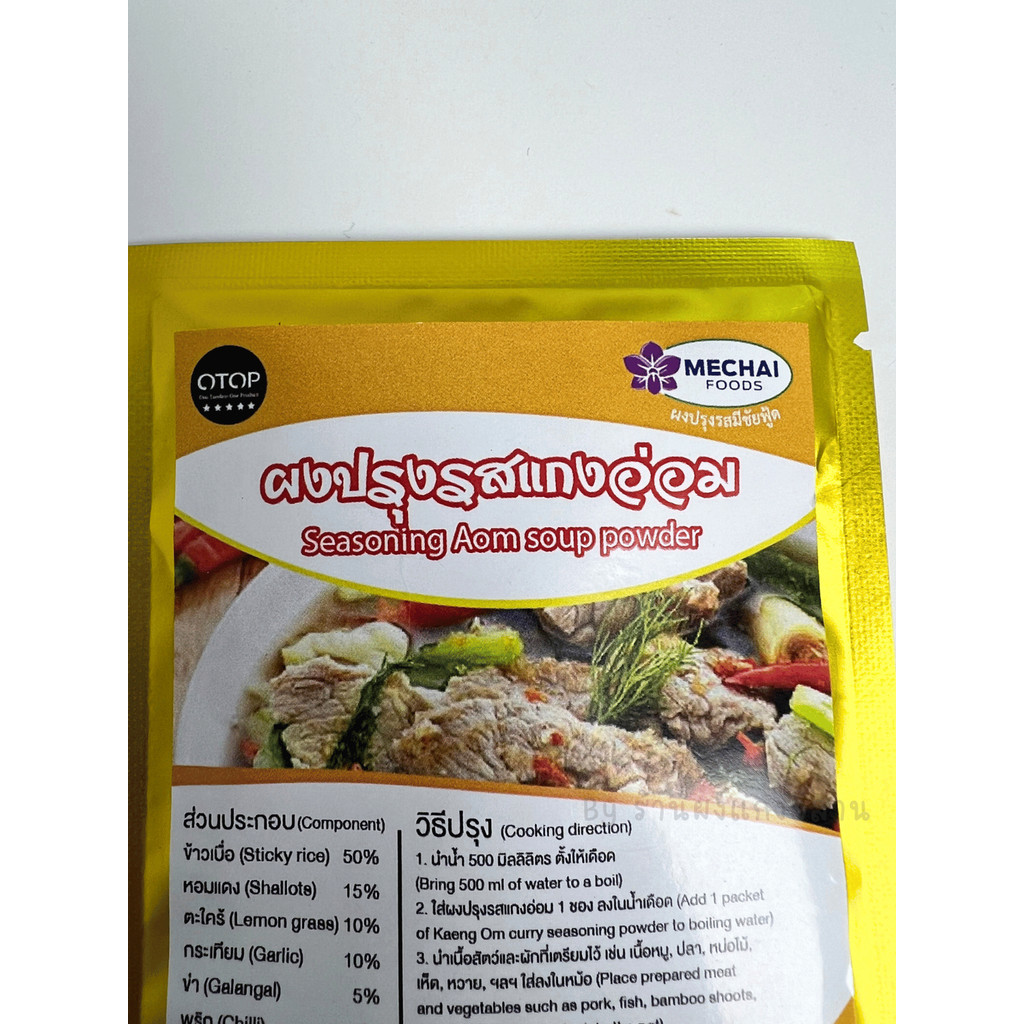 OTOP
One Tambon One Product
MECHAI
FOODS
ผงปรุงรสมีชัยฟู้ด
ผงปรุงรสแกงอ่อม
Seasoning Aom soup powder
ส่วนประกอบ(Component)
ข้าวเบือ (Sticky rice) 50%
หอมแดง (Shallots) 15%
ตะไคร้ (Lemon grass) 10%
กระเทียม (Garlic) 10%
ข่า (Galangal) 5%
พริก (Chilli)
วิธีปรุง (Cooking direction)
1. นำน้ำ 500 มิลลิลิตร ตั้งให้เดือด
(Bring 500 ml of water to a boil)
2. ใส่ผงปรุงรสแกงอ่อม 1 ซอง ลงในน้ำเดือด (Add 1 packet
of Kaeng Om curry seasoning powder to boiling water)
3. นำเนื้อสัตว์และผักที่เตรียมไว้ เช่น เนื้อหมู, ปลา, หน่อไม้,
เห็ด, หวาย, ฯลฯ ใส่ลงในหม้อ (Place prepared meat
and vegetables such as pork, fish, bamboo shoots,